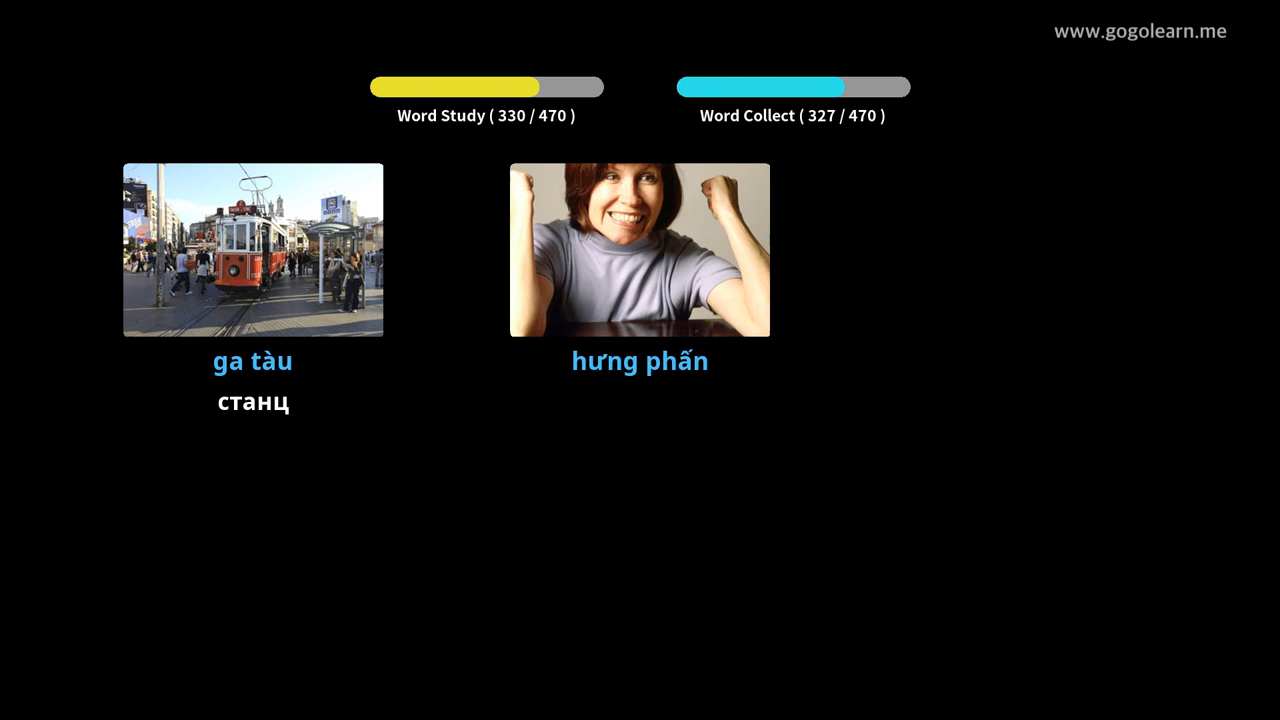 www.gogolearn.me
Word Study ( 330 / 470 )
Word Collect ( 327 / 470 )
ga tàu
станц
hưng phấn